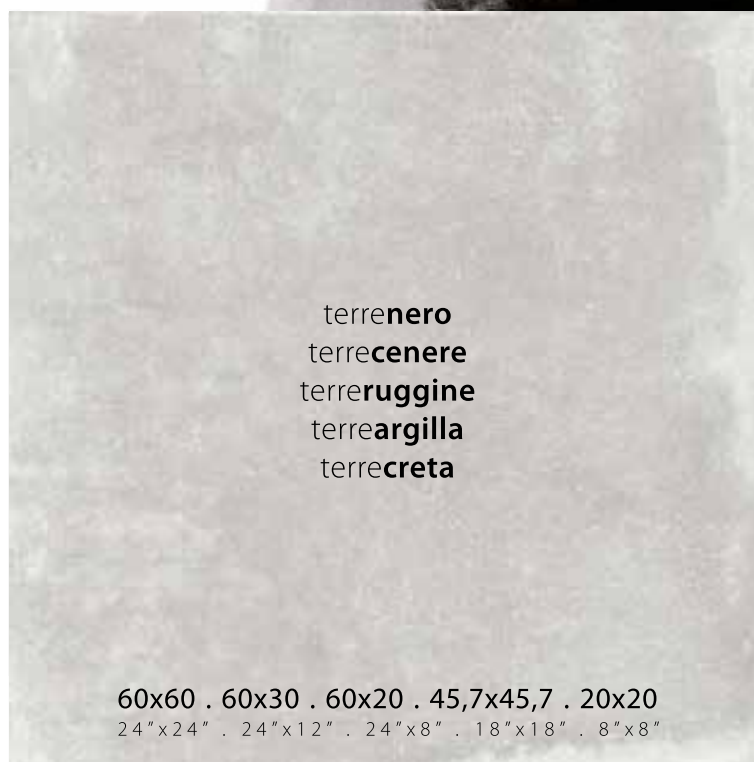 terrenero
terrecenere
terreruggine
terreargilla
terrecreta
60x60 . 60x30 . 60x20 . 45,7x45,7 . 20x20
24"x24" . 24"x12" . 24"x8" . 18"x18" . 8"x8"